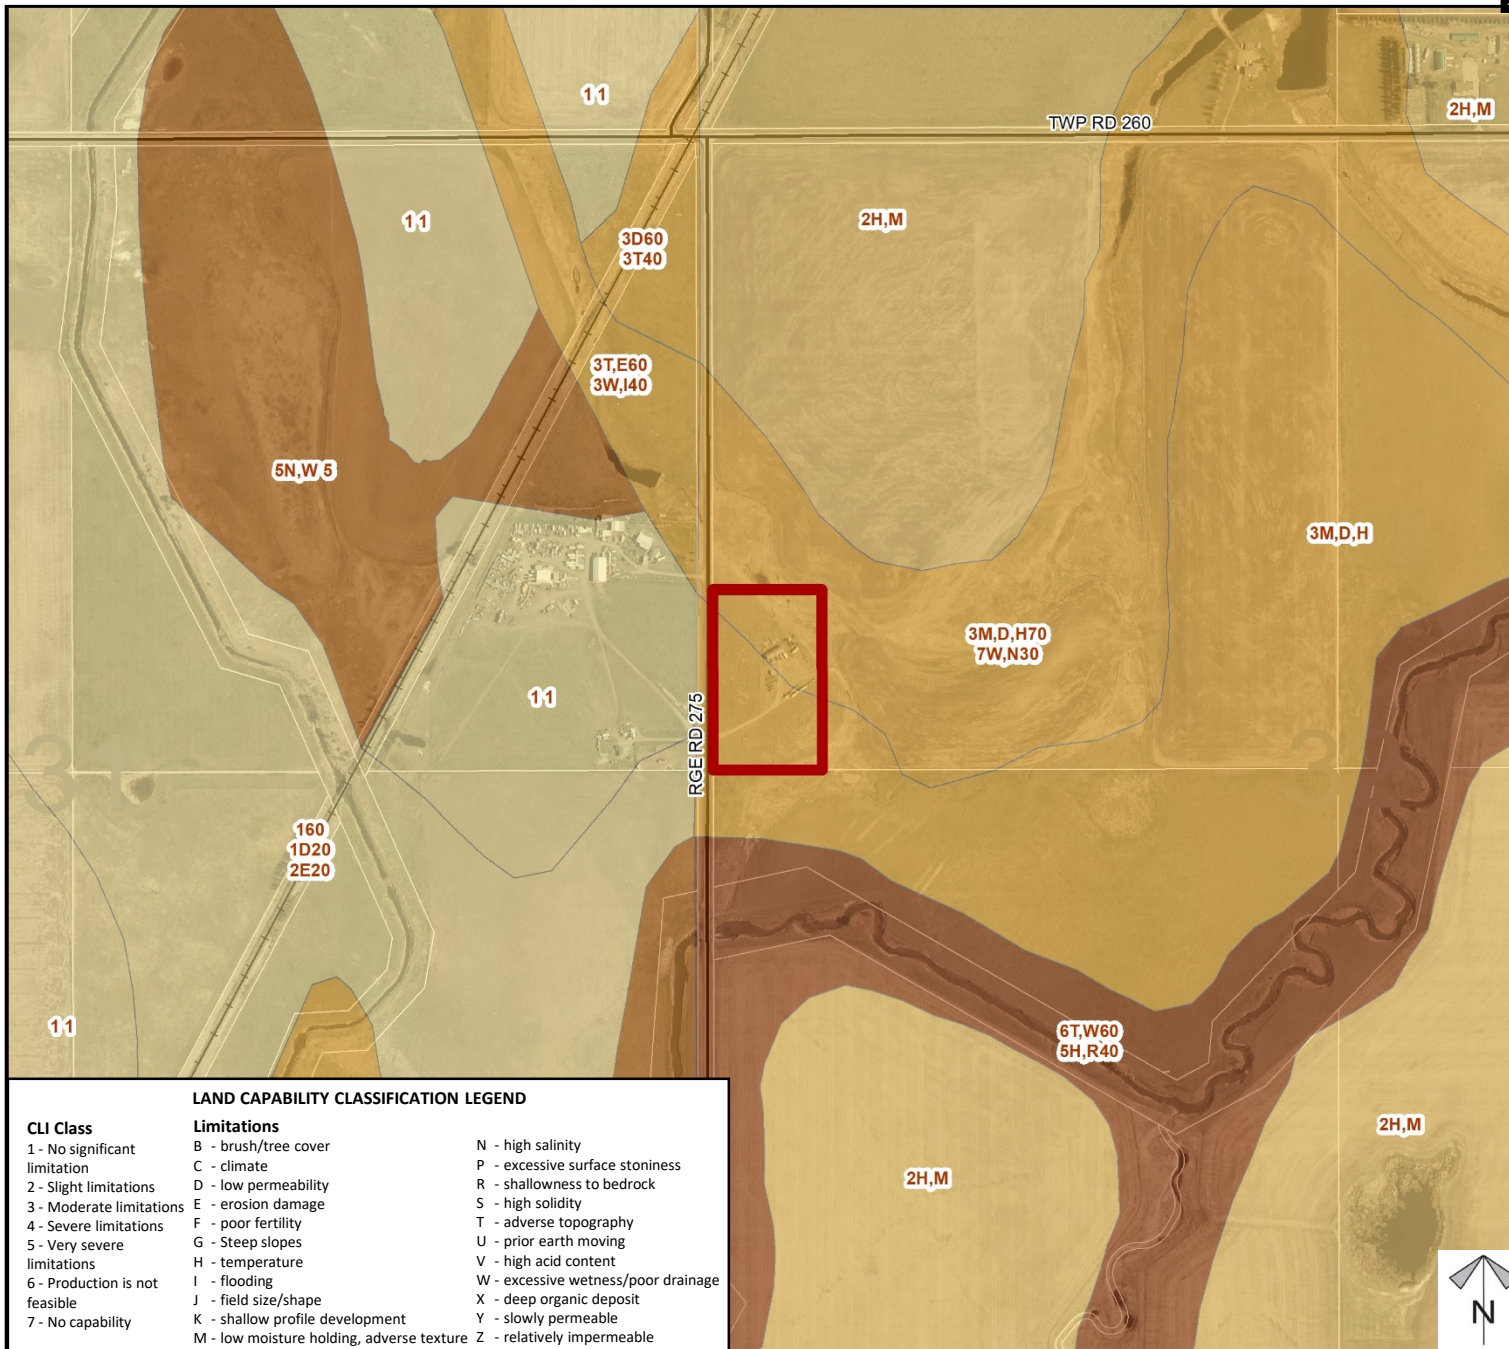 11
TWP RD 260
2H,M
11
2H,M
3D60
3T40
3T,E60
3W,I40
5N,W 5
3M,D,H
3M,D,H70
7W,N30
11
RGE RD 275
31
160
1D20
2E20
11
6T,W60
5H,R40
2H,M
2H,M
N
LAND CAPABILITY CLASSIFICATION LEGEND
CLI Class
1 - No significant
limitation
2 - Slight limitations
3 - Moderate limitations
4 - Severe limitations
5 - Very severe
limitations
6 - Production is not
feasible
7 - No capability
Limitations
B - brush/tree cover
C - climate
D - low permeability
E - erosion damage
F - poor fertility
G - Steep slopes
H - temperature
I - flooding
J - field size/shape
K - shallow profile development
M - low moisture holding, adverse texture
N - high salinity
P - excessive surface stoniness
R - shallowness to bedrock
S - high solidity
T - adverse topography
U - prior earth moving
V - high acid content
W - excessive wetness/poor drainage
X - deep organic deposit
Y - slowly permeable
Z - relatively impermeable